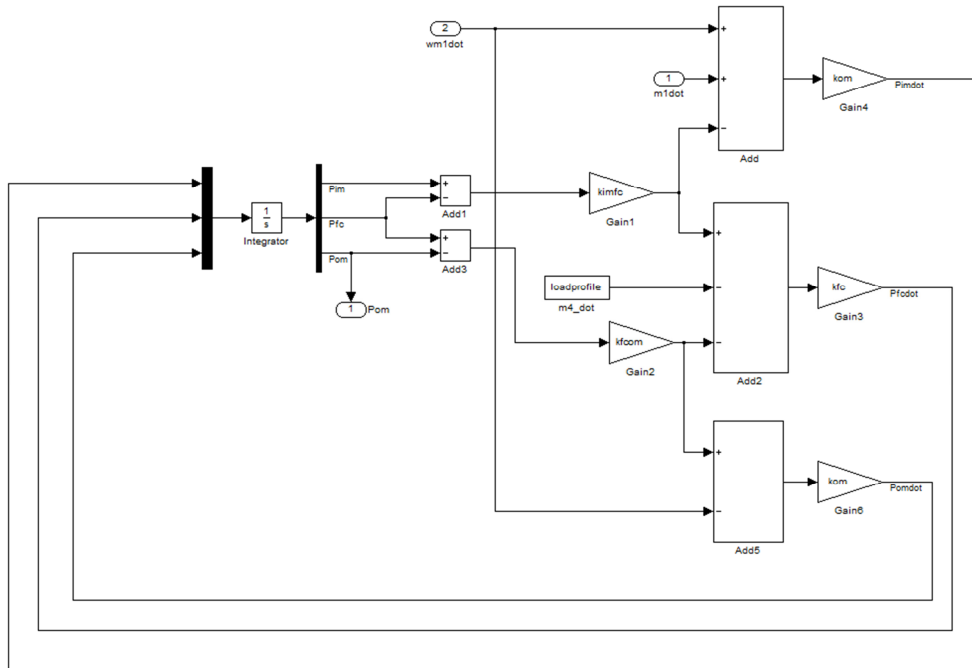 2
wm1dot
+
1
m1dot
+
−
Add
kom
Gain4
Pimdot
1
s
Integrator
Pim
Pfc
Pom
1
Pom
+
−
Add1
+
−
Add3
kimfc
Gain1
loadprofile
m4_dot
kfcom
Gain2
+
−
−
Add2
kfc
Gain3
Pfcdot
+
−
Add5
kom
Gain6
Pomdot